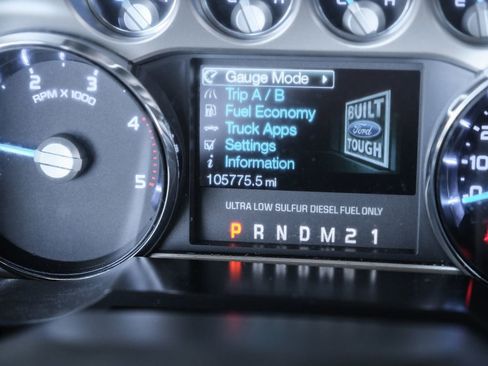 2
3
4
5
RPM X 1000
Gauge Mode
Trip A / B
Fuel Economy
Truck Apps
Settings
Information
105775.5 mi
BUILT
Ford
TOUGH
ULTRA LOW SULFUR DIESEL FUEL ONLY
P R N D M 2 1